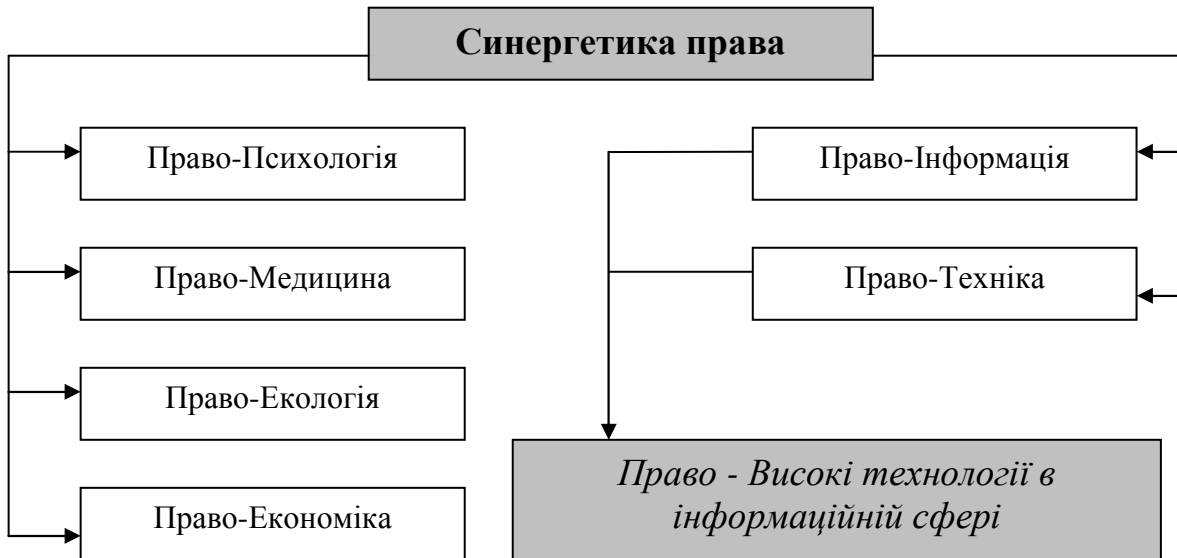 Синергетика права
Право-Психологія
Право-Медицина
Право-Екологія
Право-Економіка
Право-Інформація
Право-Техніка
Право - Високі технології в
інформаційній сфері